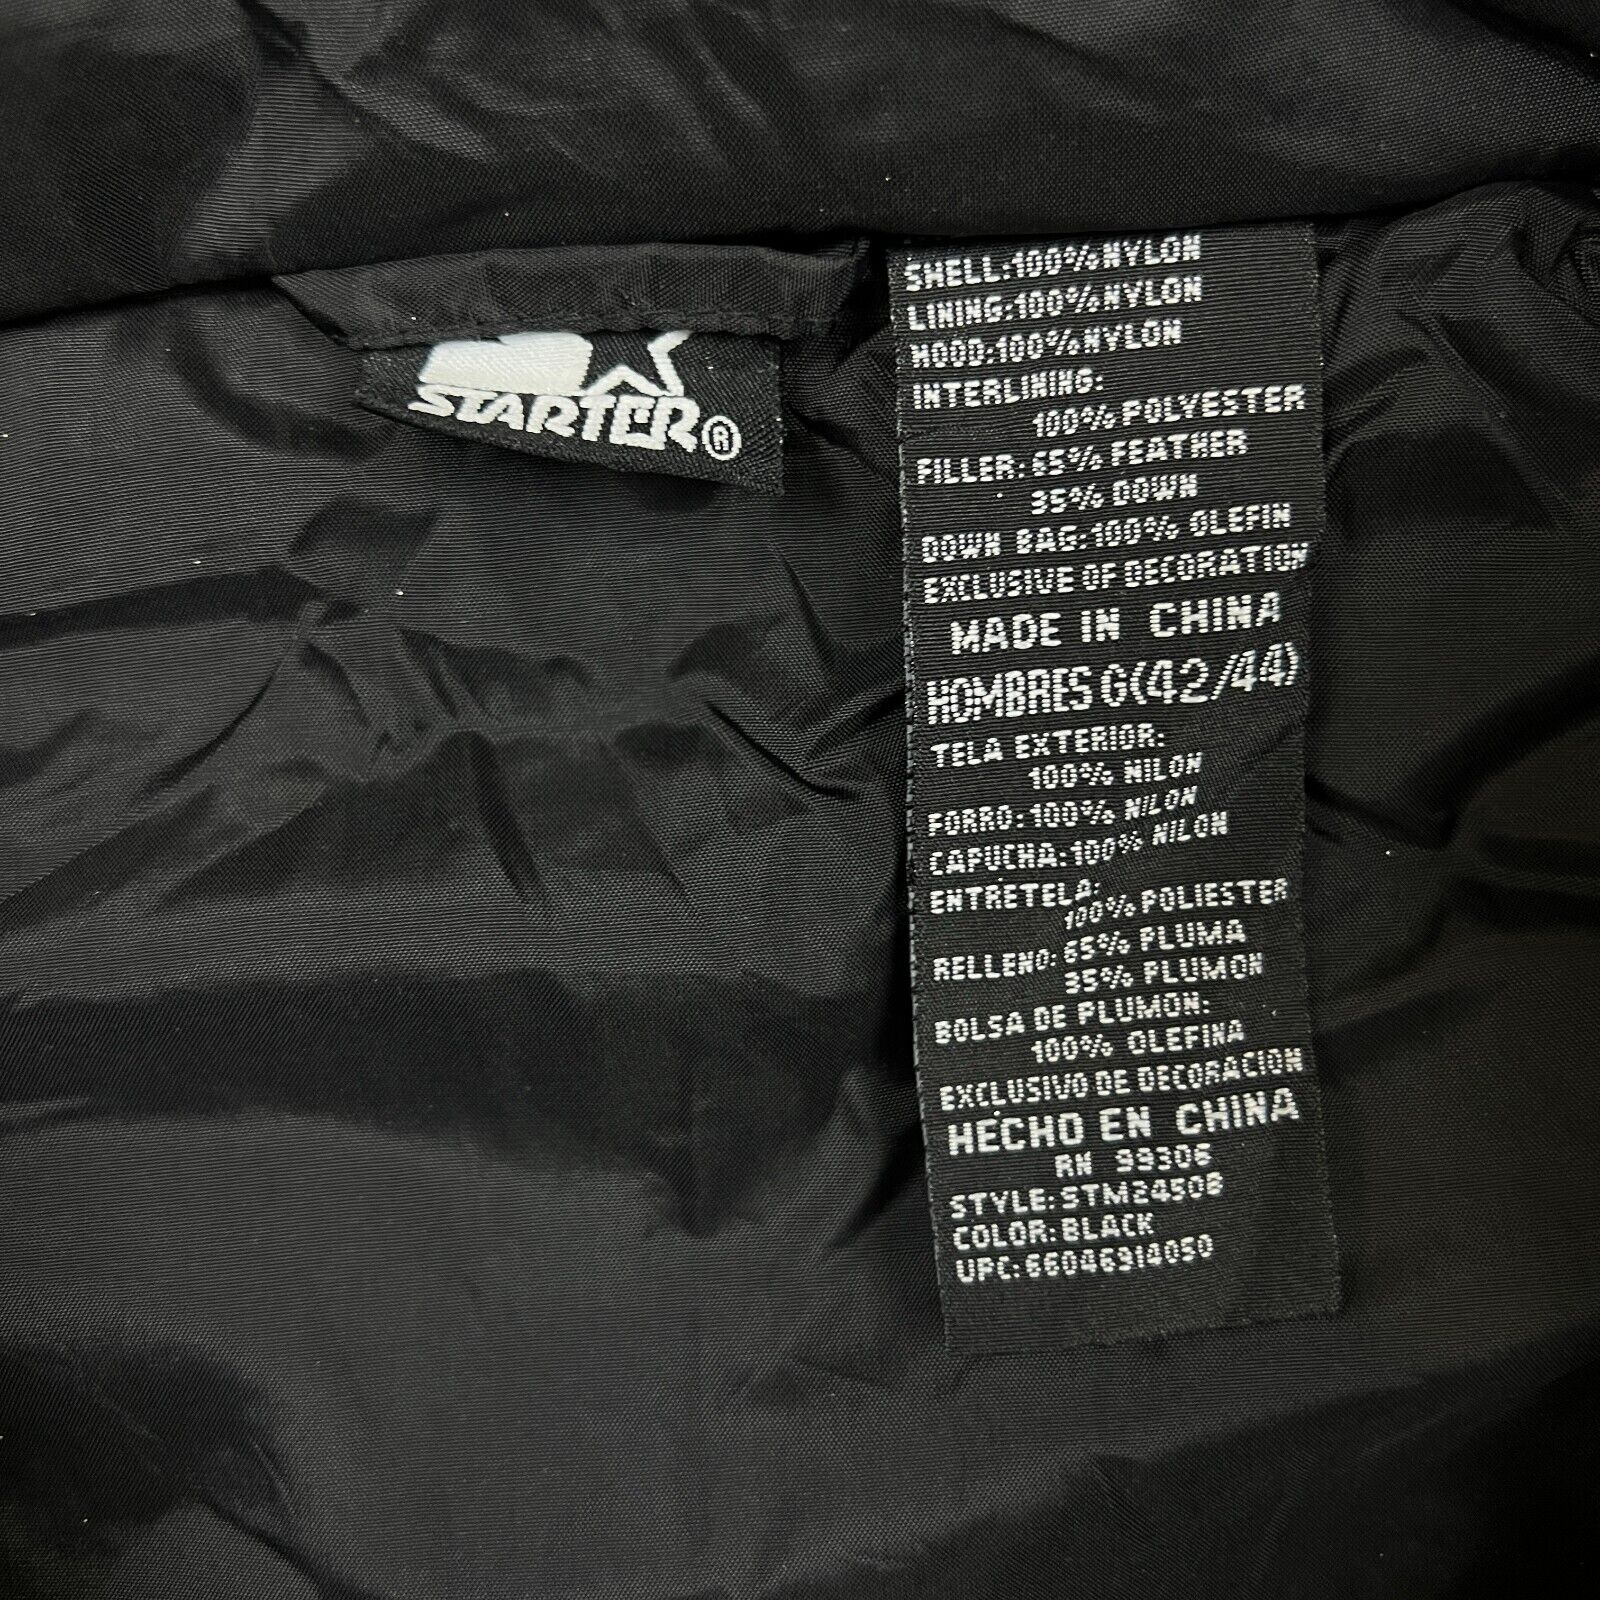 STARTER®
SHELL:100%NYLON
LINING:100%NYLON
HOOD:100%NYLON
INTERLINING:
100% POLYESTER
FILLER: 65% FEATHER
35% DOWN
DOWN BAG:100% OLEFIN
EXCLUSIVE OF DECORATION
MADE IN CHINA
HOMBRES G(42/44)
TELA EXTERIOR:
100% NILON
FORRO:100% NILON
CAPUCHA:100% NILON
ENTRETELA:
100% POLIESTER
RELLENO: 65% PLUMA
35% PLUMON
BOLSA DE PLUMON:
100% OLEFINA
EXCLUSIVO DE DECORACION
HECHO EN CHINA
RN 99306
STYLE: STM2450B
COLOR: BLACK
UPC: 66046914050